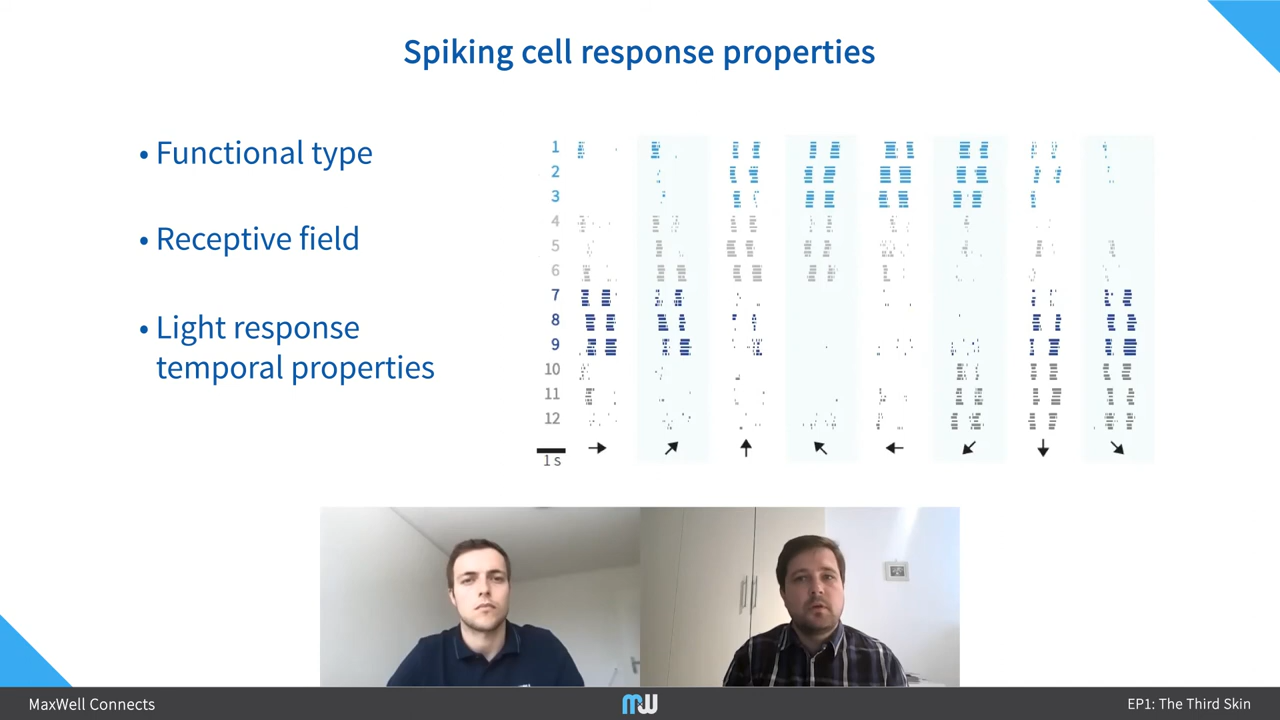 Spiking cell response properties
• Functional type
• Receptive field
• Light response
temporal properties
1
2
3
4
5
6
7
8
9
10
11
12
1 s
MaxWell Connects
MW
EP1: The Third Skin